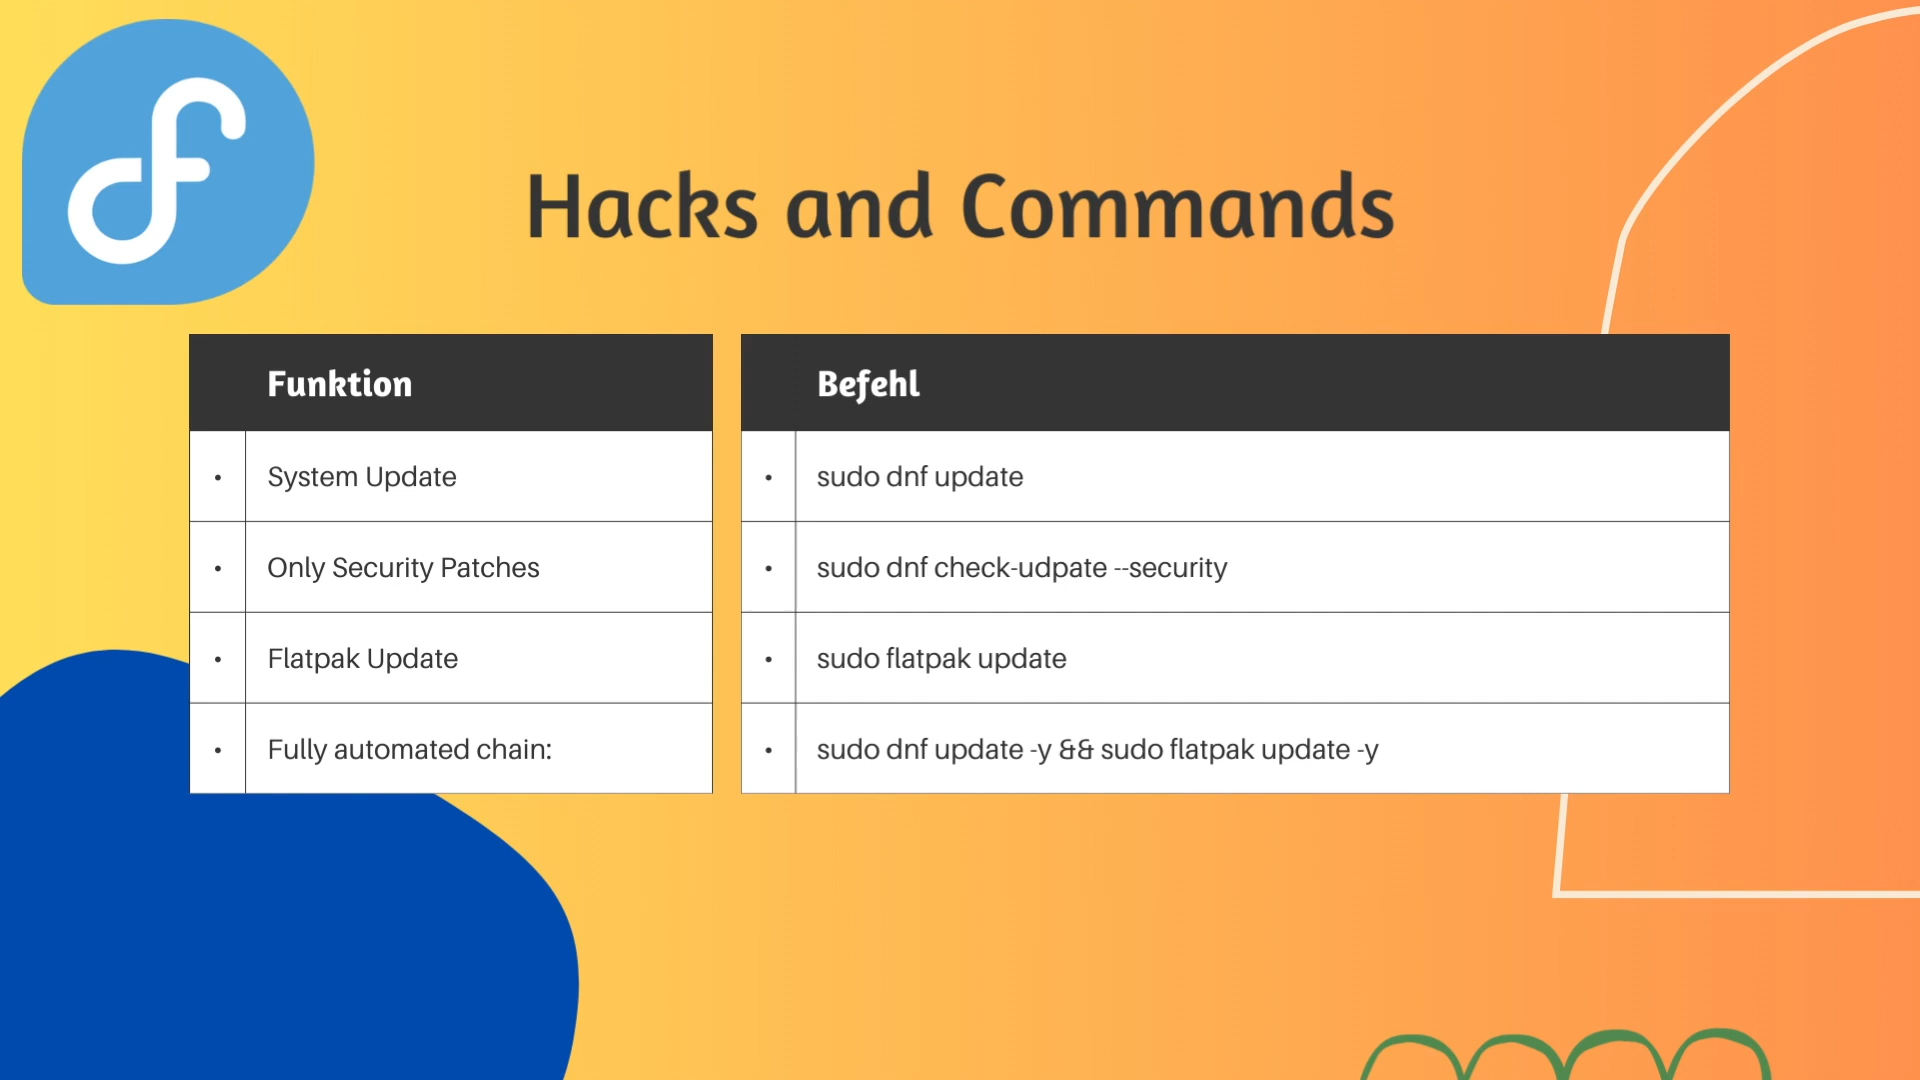 Hacks and Commands
Funktion
Befehl
• System Update
• sudo dnf update
• Only Security Patches
• sudo dnf check-udpate --security
• Flatpak Update
• sudo flatpak update
• Fully automated chain:
• sudo dnf update -y && sudo flatpak update -y